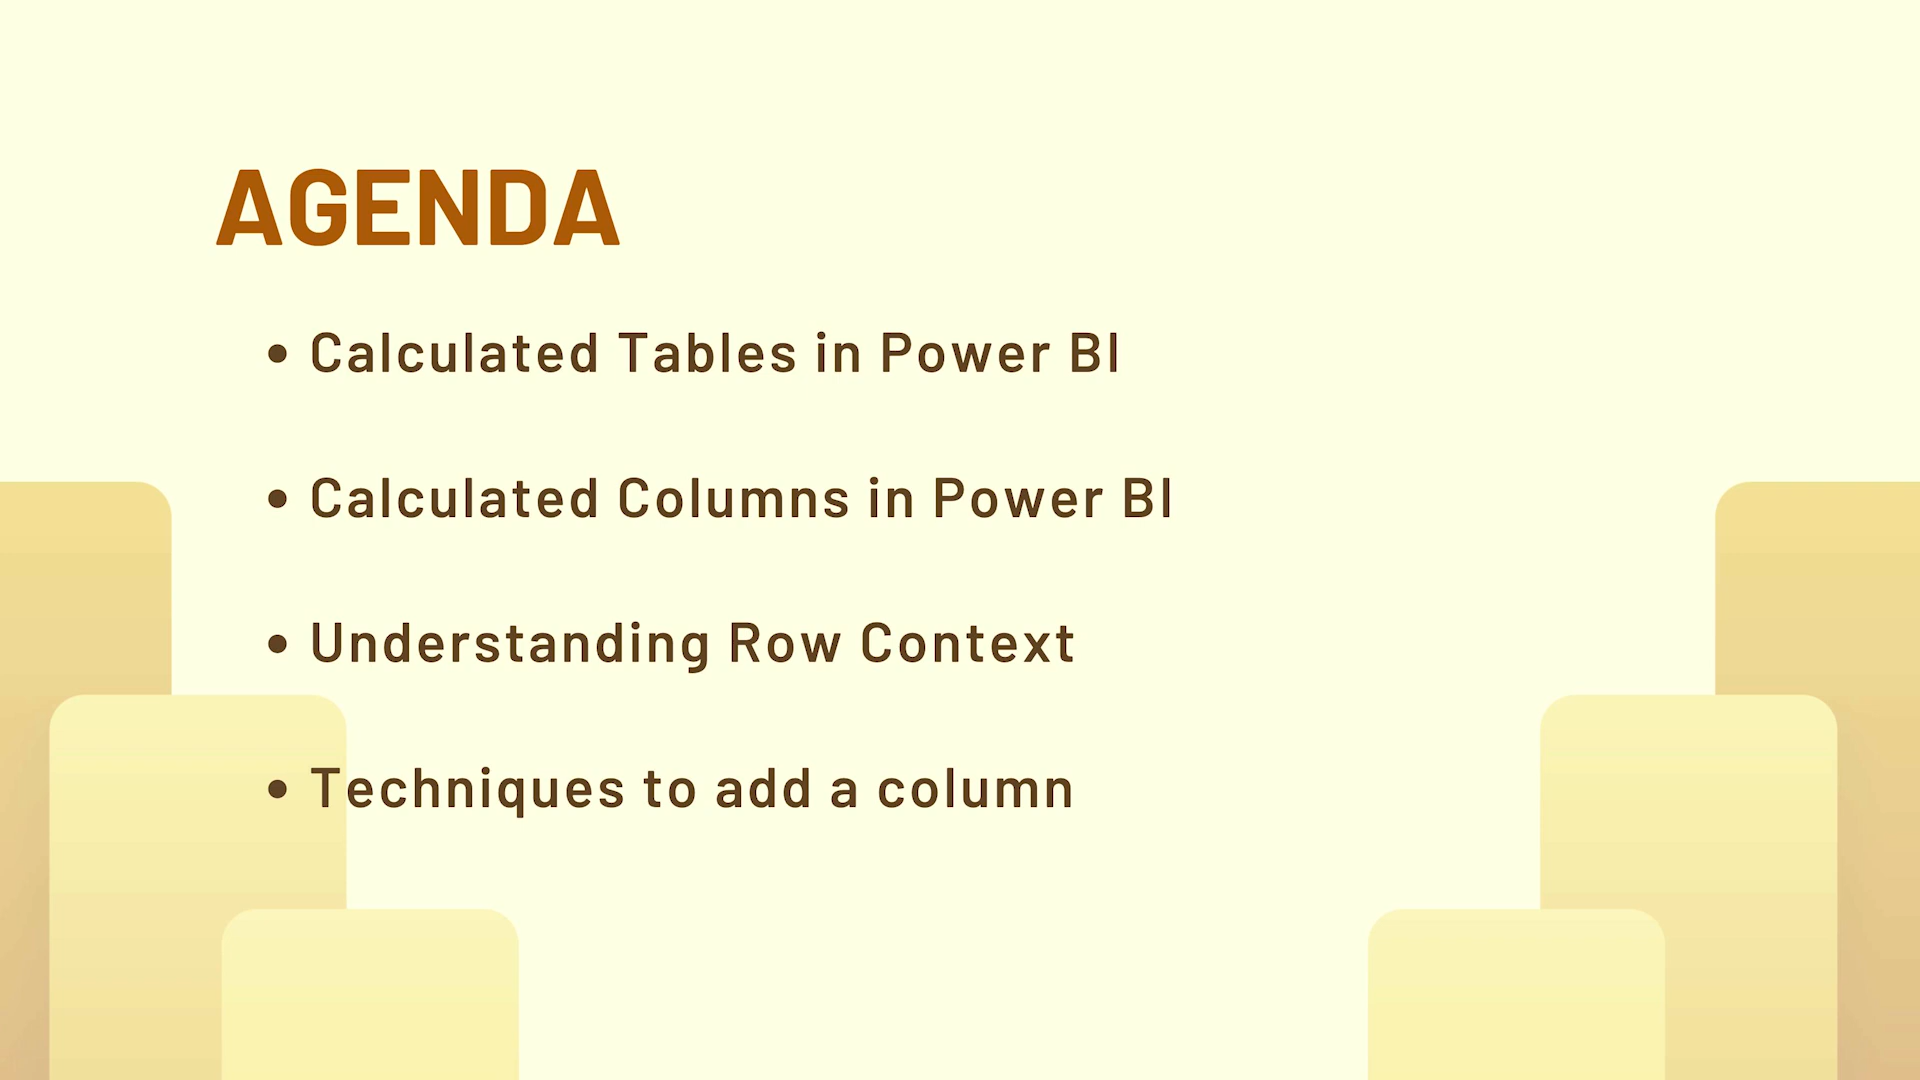 AGENDA
• Calculated Tables in Power BI
• Calculated Columns in Power BI
• Understanding Row Context
• Techniques to add a column